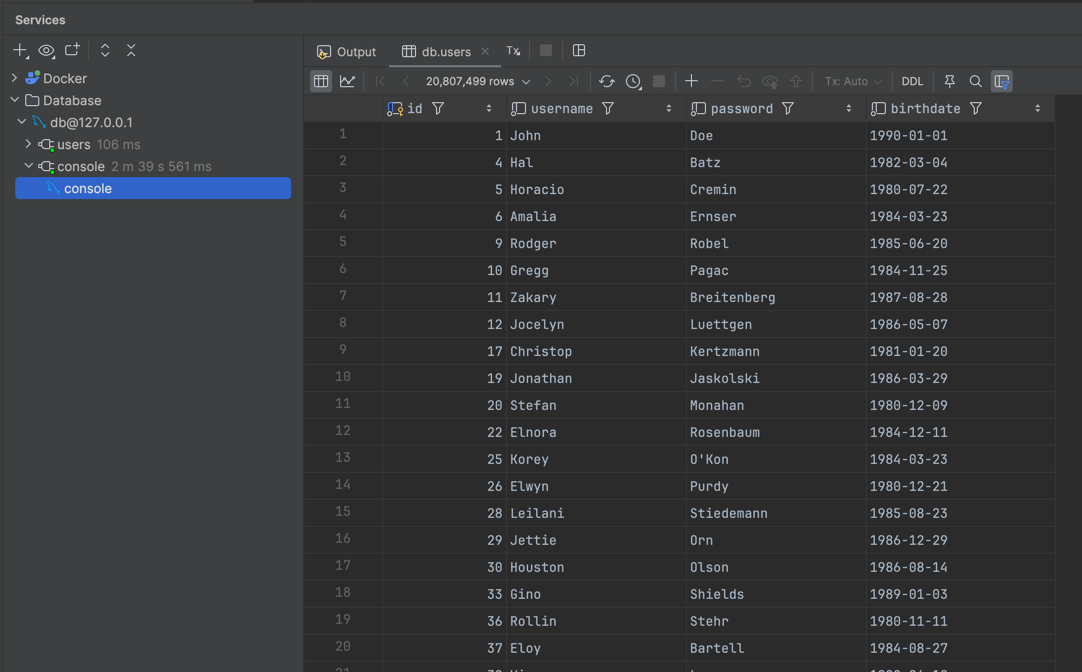 Services
Output db.users Tx
Docker
20,807,499 rows Tx: Auto DDL
Database
id username password birthdate
db@127.0.0.1
users 106 ms
console 2 m 39 s 561 ms
console
1 1 John Doe 1990-01-01
2 4 Hal Batz 1982-03-04
3 5 Horacio Cremin 1980-07-22
4 6 Amalia Ernser 1984-03-23
5 9 Rodger Robel 1985-06-20
6 10 Gregg Pagac 1984-11-25
7 11 Zakary Breitenberg 1987-08-28
8 12 Jocelyn Luettgen 1986-05-07
9 17 Christop Kertzmann 1981-01-20
10 19 Jonathan Jaskolski 1986-03-29
11 20 Stefan Monahan 1980-12-09
12 22 Elnora Rosenbaum 1984-12-11
13 25 Korey O'Kon 1984-03-23
14 26 Elwyn Purdy 1980-12-21
15 28 Leilani Stiedemann 1985-08-23
16 29 Jettie Orn 1986-12-29
17 30 Houston Olson 1986-08-14
18 33 Gino Shields 1989-01-03
19 36 Rollin Stehr 1980-11-11
20 37 Eloy Bartell 1984-08-27